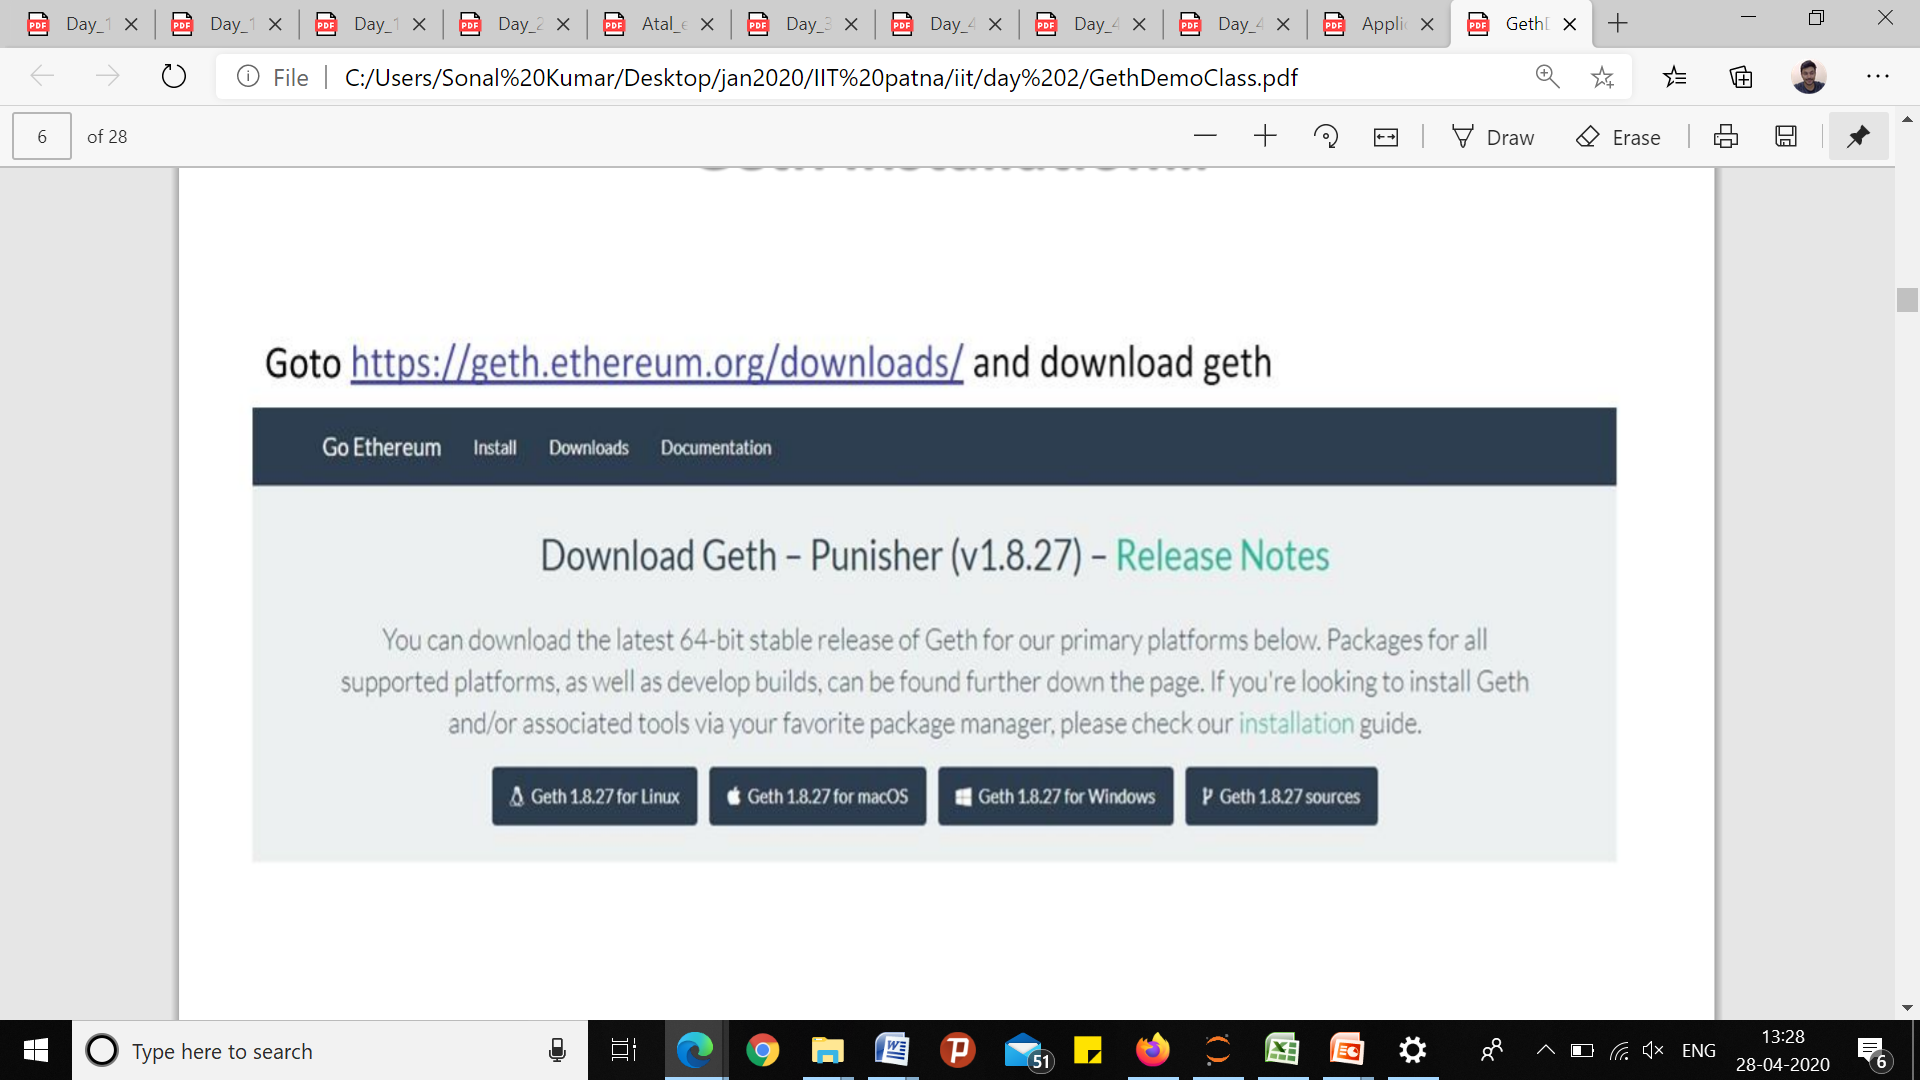 Day_1 Day_1 Day_1 Day_2 Atal_e Day_3 Day_4 Day_4 Day_4 Applic GethD
File C:/Users/Sonal%20Kumar/Desktop/jan2020/IIT%20patna/iit/day%202/GethDemoClass.pdf
6 of 28 Draw Erase
Goto https://geth.ethereum.org/downloads/ and download geth
Go Ethereum Install Downloads Documentation
Download Geth – Punisher (v1.8.27) – Release Notes
You can download the latest 64-bit stable release of Geth for our primary platforms below. Packages for all
supported platforms, as well as develop builds, can be found further down the page. If you're looking to install Geth
and/or associated tools via your favorite package manager, please check our installation guide.
Geth 1.8.27 for Linux Geth 1.8.27 for macOS Geth 1.8.27 for Windows Geth 1.8.27 sources
Type here to search 51 ENG 13:28
28-04-2020 6